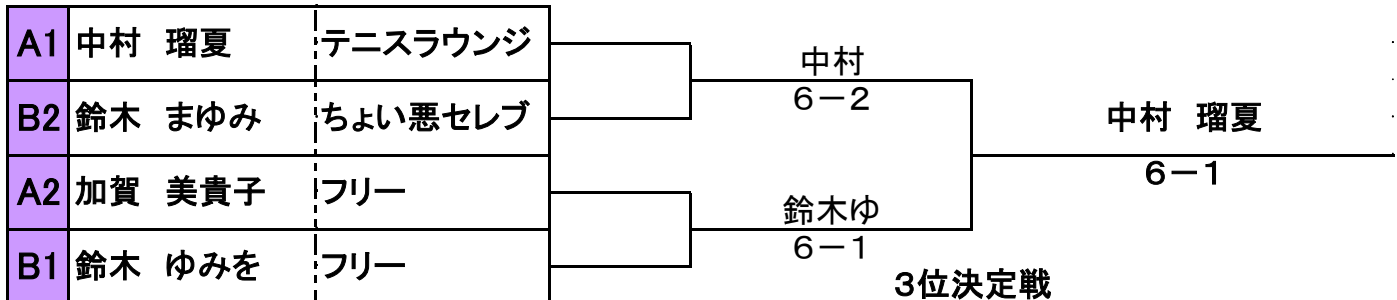 A1 中村 瑠夏 テニスラウンジ
中村
6－2
B2 鈴木 まゆみ ちょい悪セレブ
中村 瑠夏
6－1
A2 加賀 美貴子 フリー
鈴木ゆ
6－1
B1 鈴木 ゆみを フリー
3位決定戦